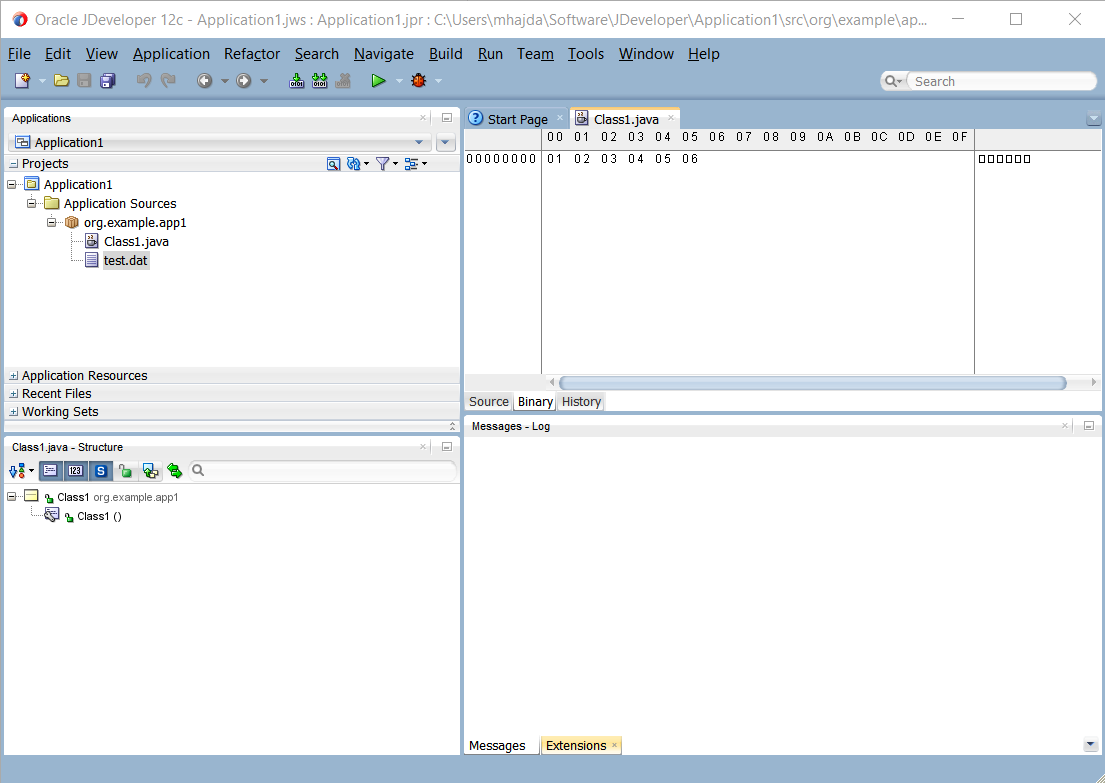 Oracle JDeveloper 12c - Application1.jws : Application1.jpr : C:\Users\mhajda\Software\JDeveloper\Application1\src\org\example\ap...
File Edit View Application Refactor Search Navigate Build Run Team Tools Window Help
Search
Applications
Application1
Projects
Application1
Application Sources
org.example.app1
Class1.java
test.dat
Application Resources
Recent Files
Working Sets
Class1.java - Structure
Class1 org.example.app1
Class1 ()
Start Page Class1.java
00 01 02 03 04 05 06 07 08 09 0A 0B 0C 0D 0E 0F
00000000 01 02 03 04 05 06 □□□□□□
Source Binary History
Messages - Log
Messages Extensions